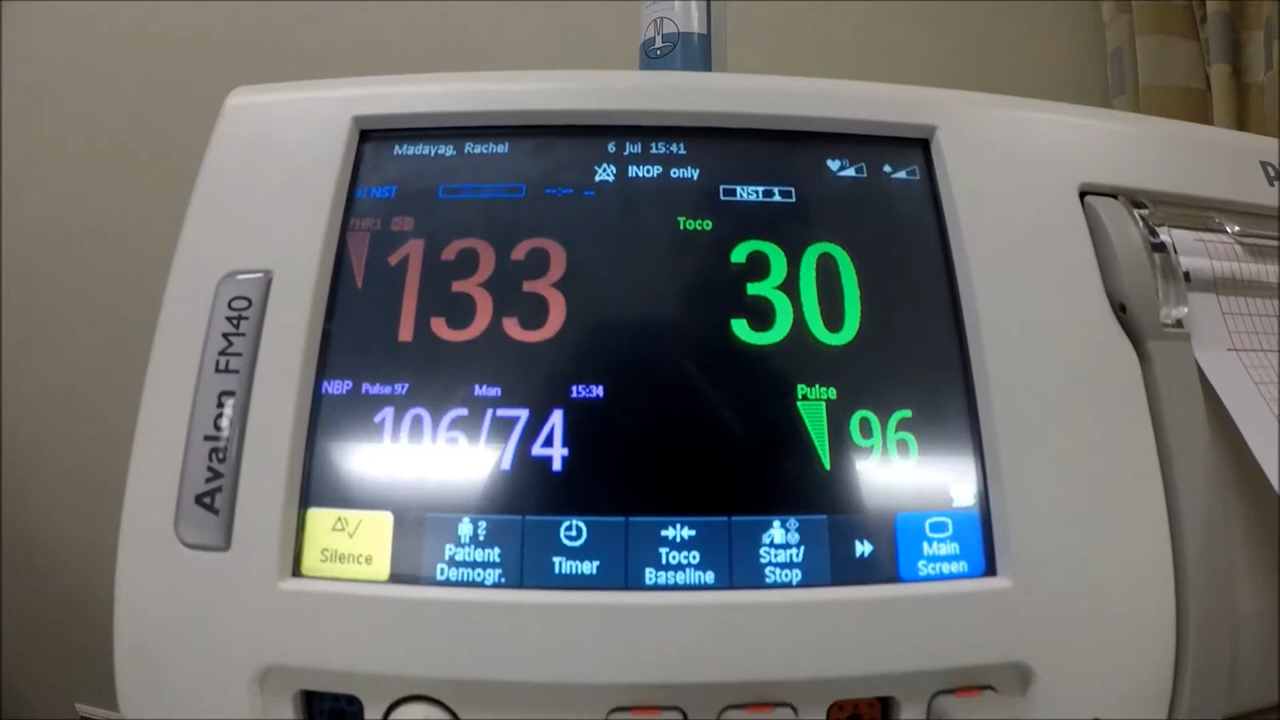 Madayag, Rachel 6 Jul 15:41
INOP only
NST --:-- -- NST 1
FHR1 Toco
133 30
NBP Pulse 97 Man 15:34 Pulse
106/74 96
Silence
Patient Demogr.
Timer
Toco Baseline
Start/ Stop
Main Screen
Avalon FM40